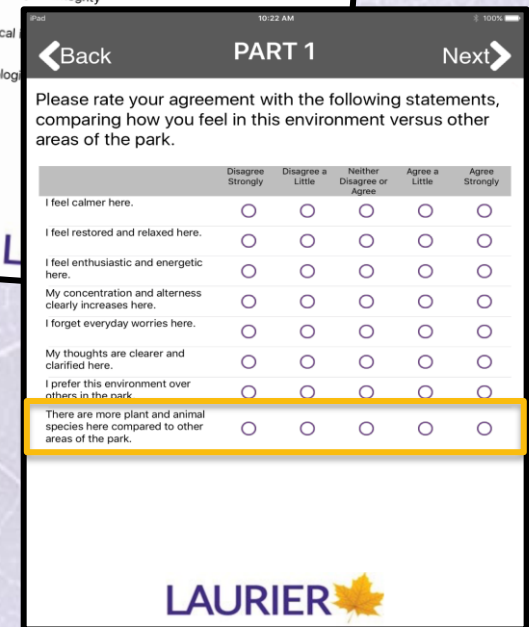 cal
logi
iPad 10:22 AM 100%
Back PART 1 Next
Please rate your agreement with the following statements,
comparing how you feel in this environment versus other
areas of the park.
Disagree Strongly Disagree a Little Neither Disagree or Agree Agree a Little Agree Strongly
I feel calmer here.
I feel restored and relaxed here.
I feel enthusiastic and energetic
here.
My concentration and alterness
clearly increases here.
I forget everyday worries here.
My thoughts are clearer and
clarified here.
I prefer this environment over
others in the park.
There are more plant and animal
species here compared to other
areas of the park.
L
LAURIER